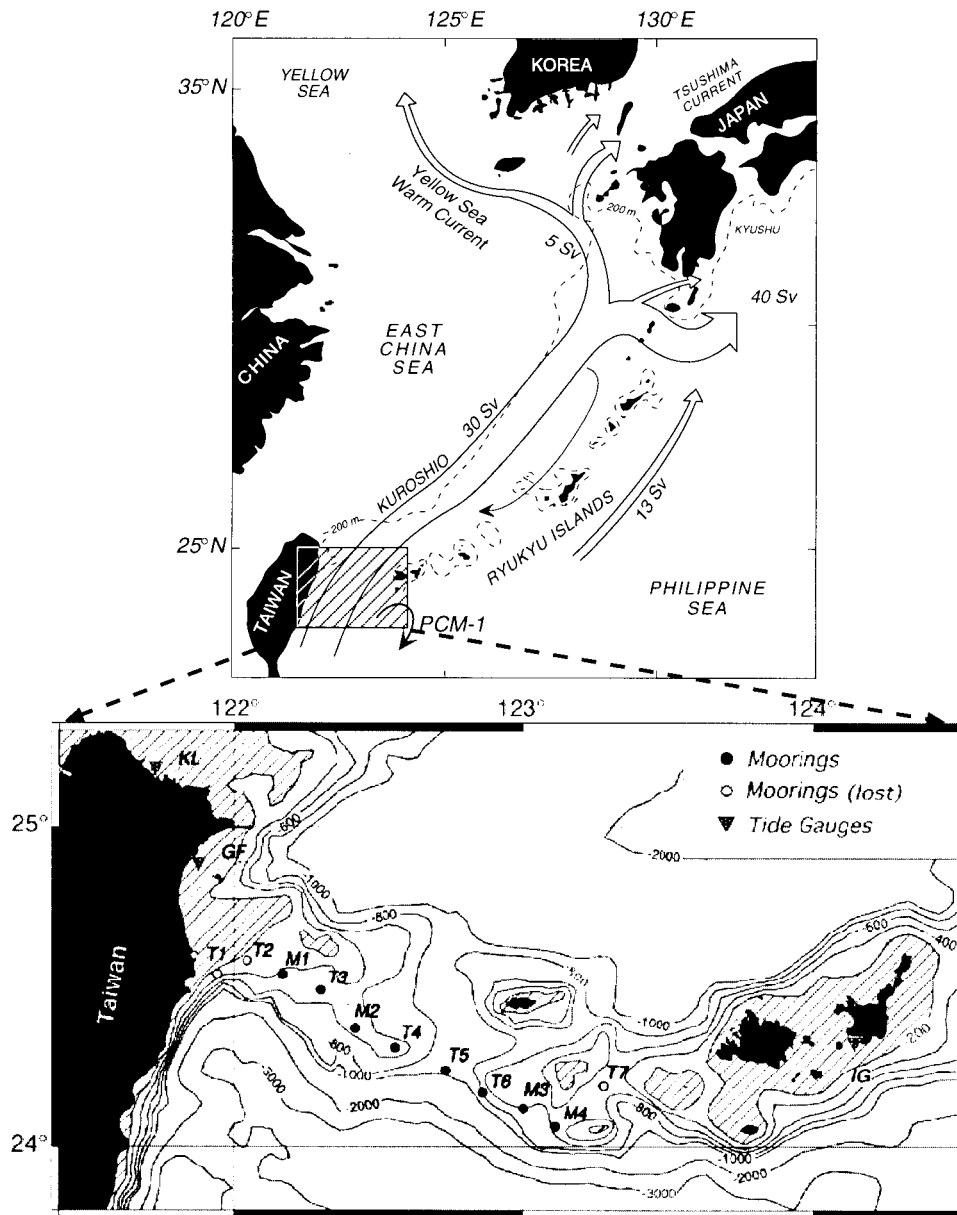 120°E
125°E
130°E
YELLOW
SEA
KOREA
TSUSHIMA
CURRENT
35°N
JAPAN
Yellow Sea
Warm Current
200 m
KYUSHU
5 Sv
40 Sv
EAST
CHINA
SEA
CHINA
30 Sv
KUROSHIO
200 m
25°N
RYUKYU ISLANDS
13 Sv
TAIWAN
PHILIPPINE
SEA
PCM-1
122°
123°
124°
KL
Moorings
Moorings (lost)
Tide Gauges
25°
GF
-2000
-1000
-800
-600
400
T1
T2
M1
T3
-1000
M2
T4
-800
200
Taiwan
-1000
T5
T6
M3
T7
IG
-3000
-2000
M4
-800
24°
-1000
-2000
-3000